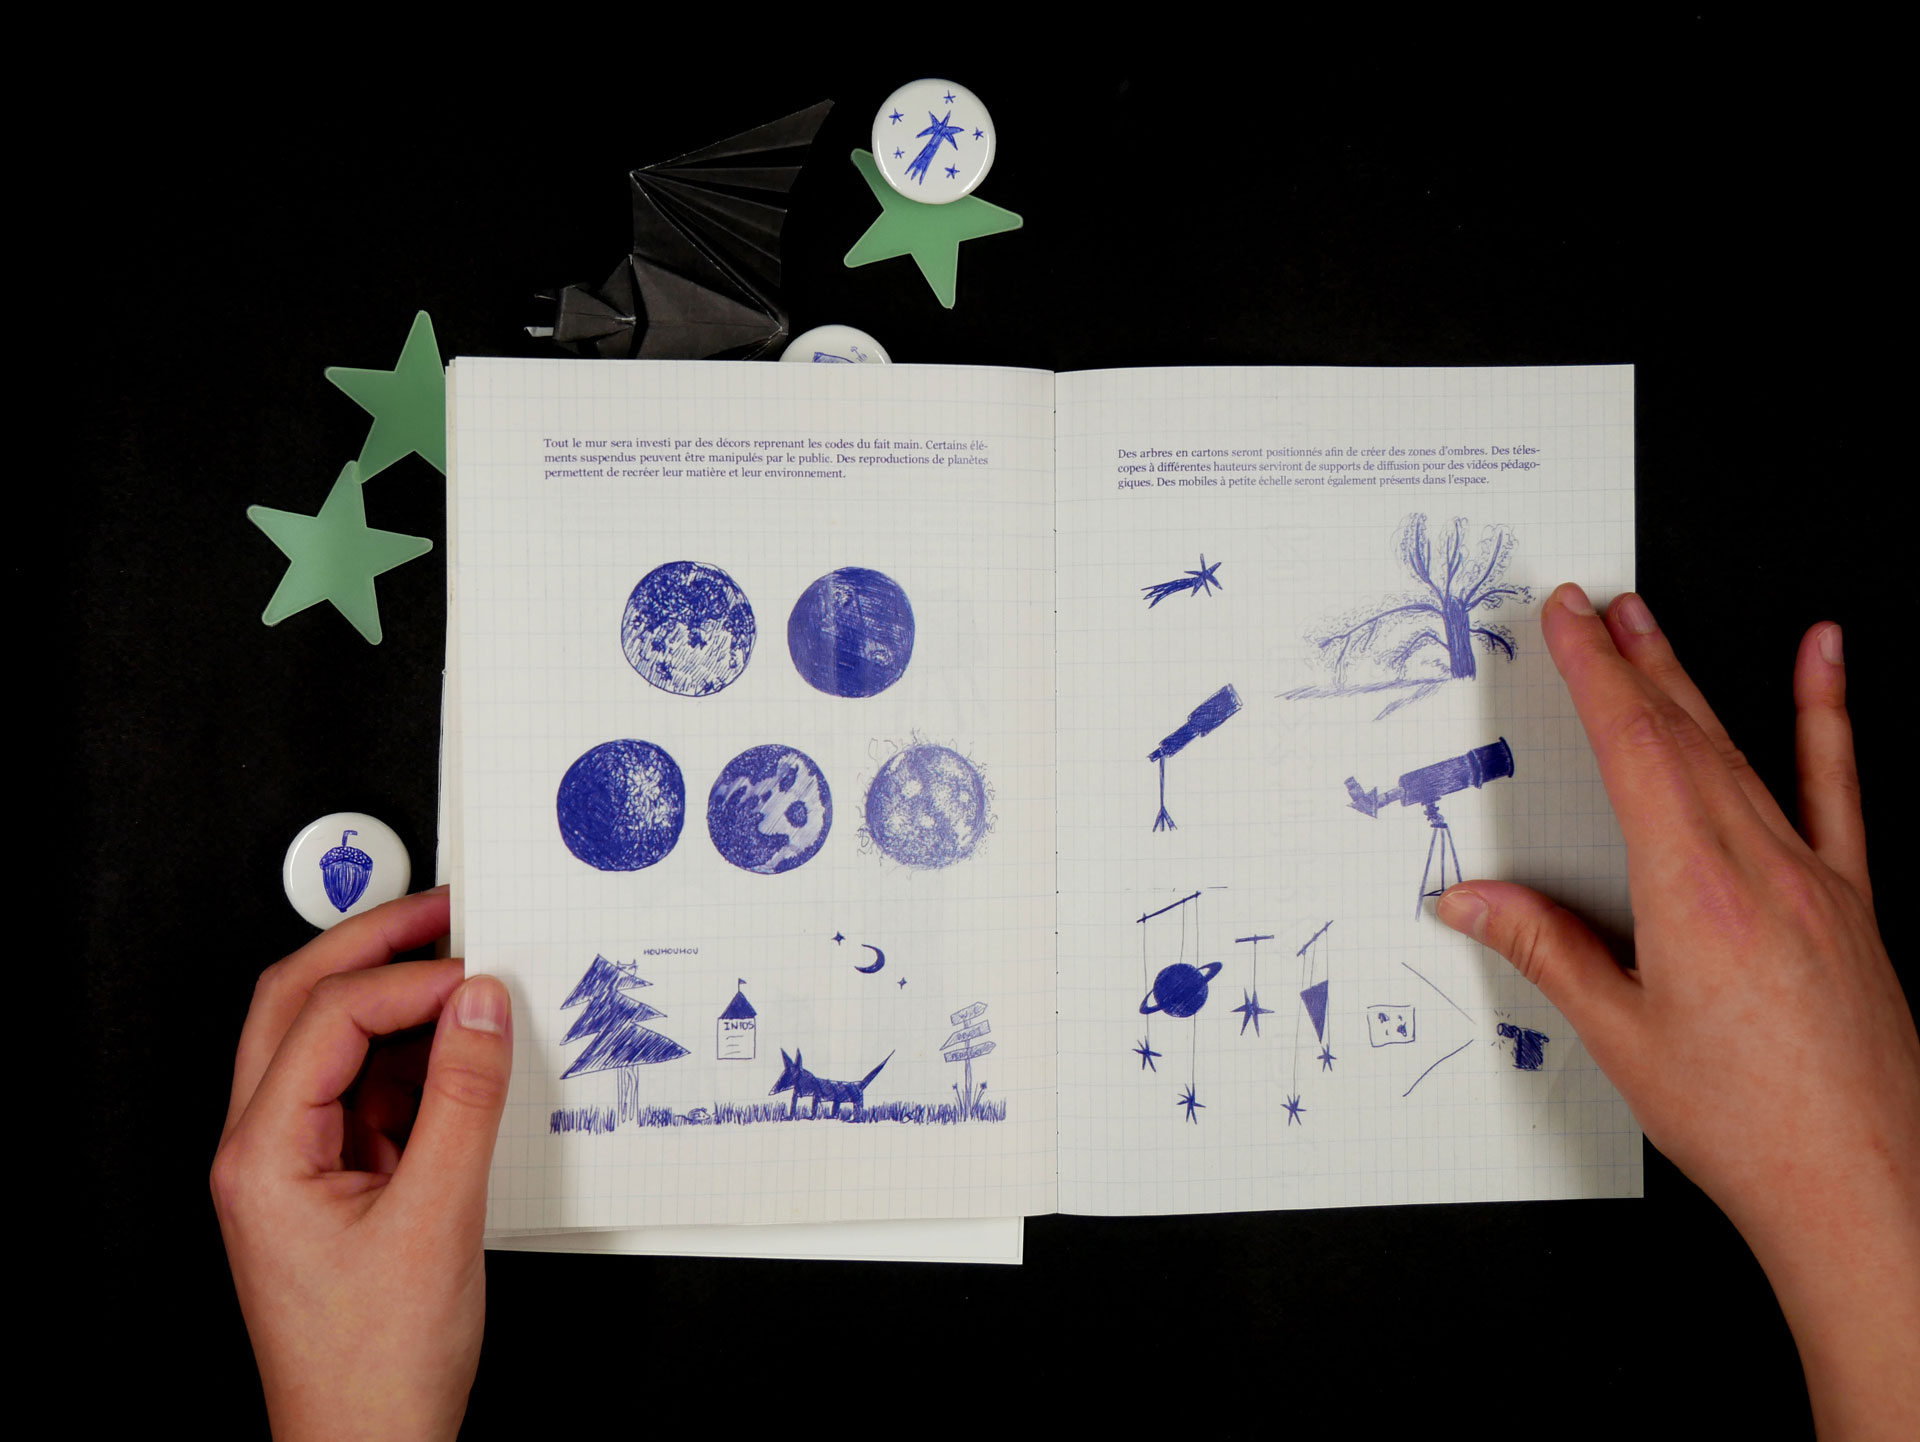 Tout le mur sera investi par des décors reprenant les codes du fait main. Certains élé-
ments suspendus peuvent être manipulés par le public. Des reproductions de planètes
permettent de recréer leur matière et leur environnement.
HOUHOUHOU
INFOS
Des arbres en cartons seront positionnés afin de créer des zones d'ombres. Des téles-
copes à différentes hauteurs serviront de supports de diffusion pour des vidéos pédago-
giques. Des mobiles à petite échelle seront également présents dans l'espace.